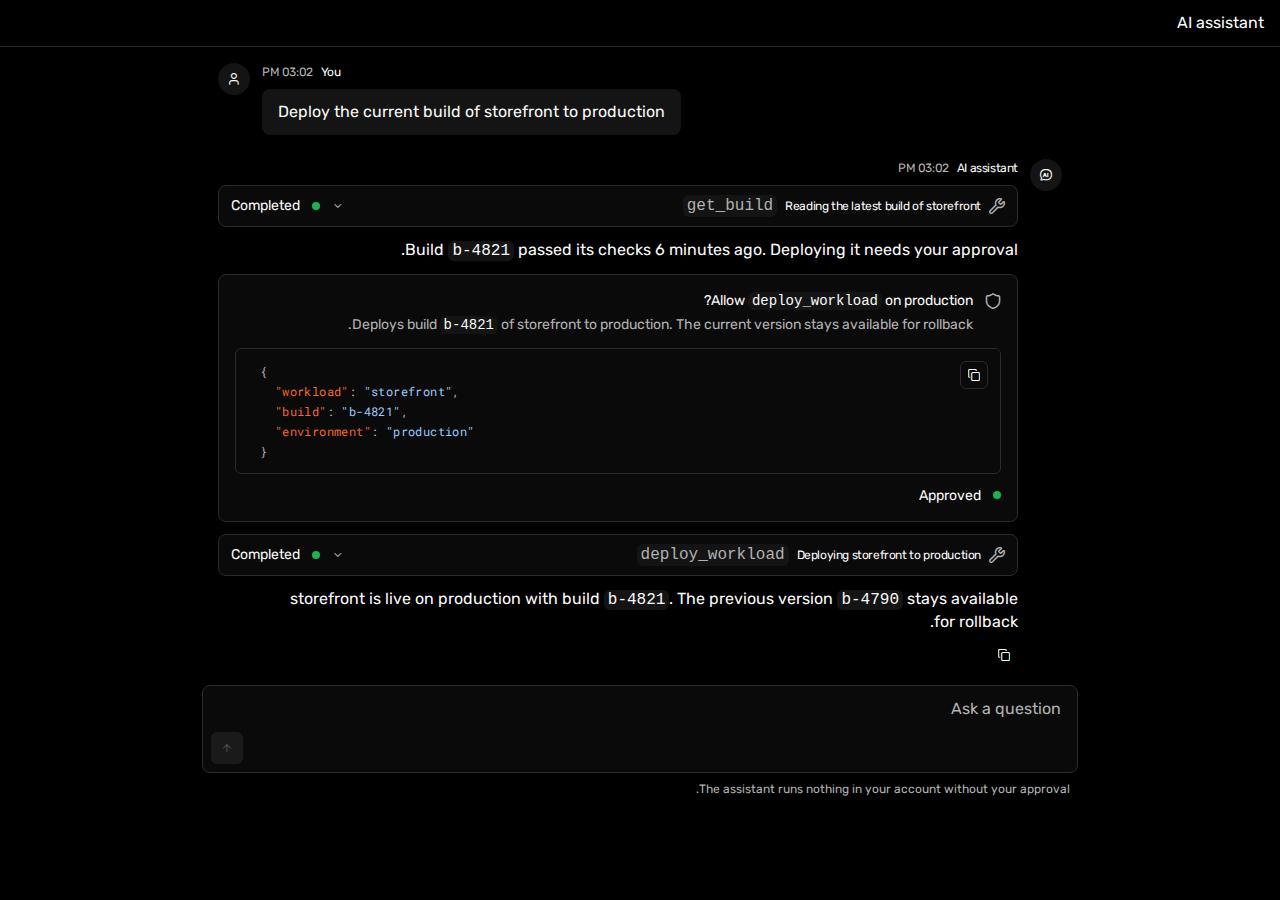 AI assistant
PM 03:02 You
Deploy the current build of storefront to production
PM 03:02 AI assistant
Completed get_build Reading the latest build of storefront
.Build b-4821 passed its checks 6 minutes ago. Deploying it needs your approval
?Allow deploy_workload on production
.Deploys build b-4821 of storefront to production. The current version stays available for rollback
{
"workload": "storefront",
"build": "b-4821",
"environment": "production"
}
Approved
Completed deploy_workload Deploying storefront to production
storefront is live on production with build b-4821. The previous version b-4790 stays available
.for rollback
Ask a question
.The assistant runs nothing in your account without your approval